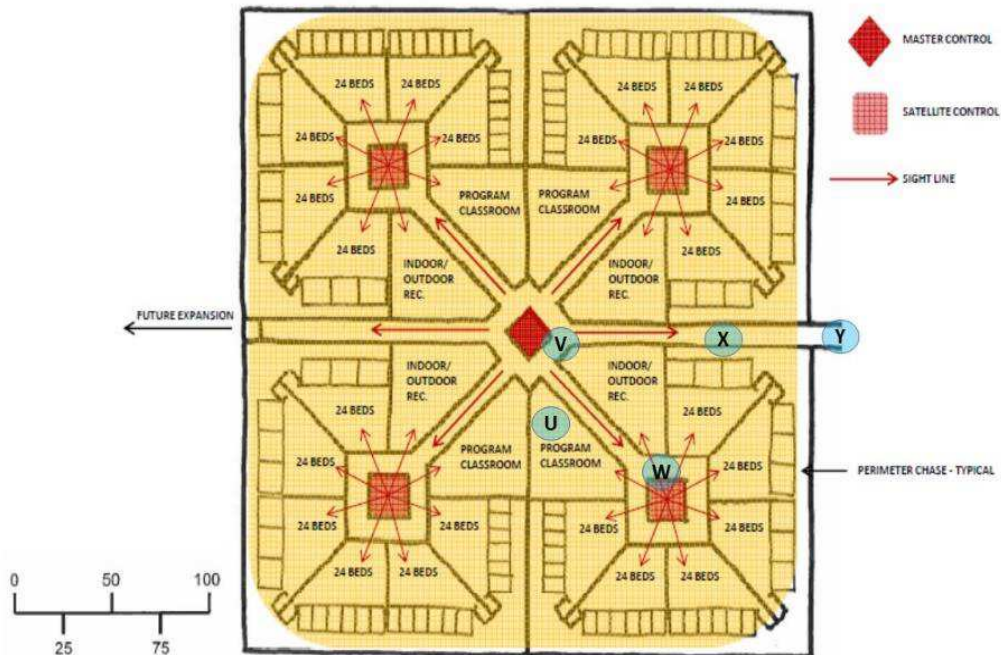 MASTER CONTROL
SATELLITE CONTROL
SIGHT LINE
24 BEDS 24 BEDS
24 BEDS 24 BEDS
24 BEDS
24 BEDS
PROGRAM
CLASSROOM
INDOOR/
OUTDOOR
REC.
24 BEDS 24 BEDS
24 BEDS 24 BEDS
24 BEDS
24 BEDS
PROGRAM
CLASSROOM
INDOOR/
OUTDOOR
REC.
FUTURE EXPANSION
V
X
Y
INDOOR/
OUTDOOR
REC.
24 BEDS
24 BEDS
24 BEDS 24 BEDS
24 BEDS 24 BEDS
PROGRAM
CLASSROOM
INDOOR/
OUTDOOR
REC.
U
PROGRAM
CLASSROOM
W
24 BEDS
24 BEDS
24 BEDS 24 BEDS
24 BEDS 24 BEDS
PERIMETER CHASE - TYPICAL
0 50 100
25 75